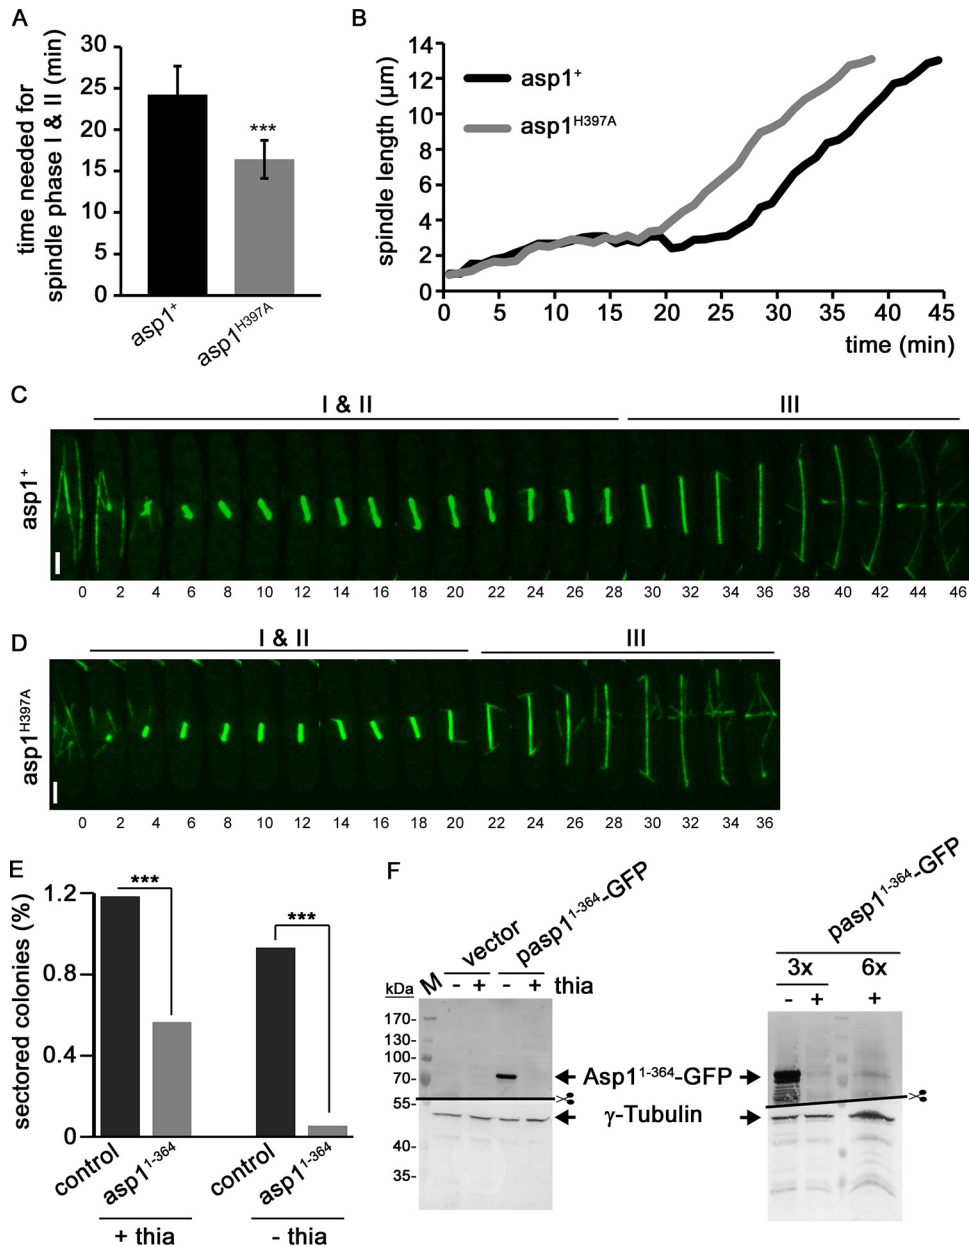 A
time needed for
spindle phase I & II (min)
30
25
20
15
10
5
0
***
asp1+
asp1H397A
B
spindle length (µm)
14
12
10
8
6
4
2
0
asp1+
asp1H397A
0 5 10 15 20 25 30 35 40 45
time (min)
C
I & II
III
asp1+
0 2 4 6 8 10 12 14 16 18 20 22 26 28 30 32 34 36 38 40 42 44 46
D
I & II
III
asp1H397A
0 2 4 6 8 10 12 14 16 18 20 22 24 26 28 30 32 34 36
E
sectored colonies (%)
1.2
0.8
0.4
0
***
***
control
asp11-364
control
asp11-364
+ thia
- thia
F
vector
pasp11-364-GFP
kDa
M
- + - + thia
170-
130-
100-
70-
55-
40-
35-
Asp11-364-GFP
γ-Tubulin
pasp11-364-GFP
3x 6x
- + +